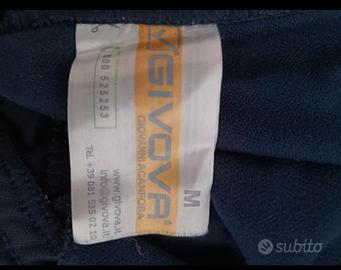 GIVOVA
GIOVANNI ACANFORA
M
www.givova.it
info@givova.it
Tel. +39 081 535 02 10
100 525253
subito